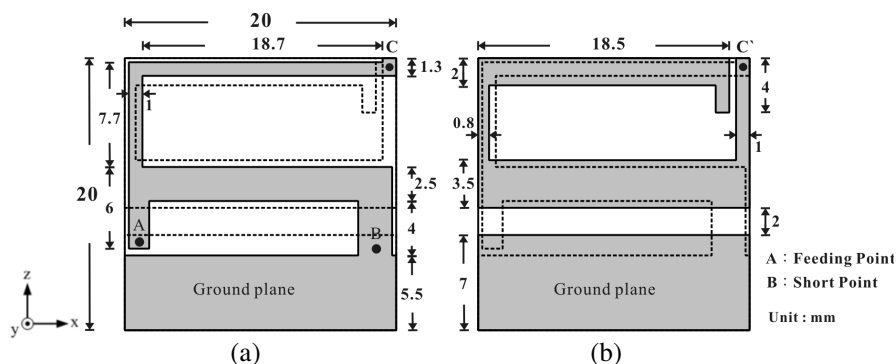 20
18.7
C
1.3
1
7.7
20
6
2.5
4
A
B
5.5
Ground plane
z
y
x
(a)
18.5
C`
2
4
0.8
1
3.5
2
7
Ground plane
A : Feeding Point
B : Short Point
Unit : mm
(b)